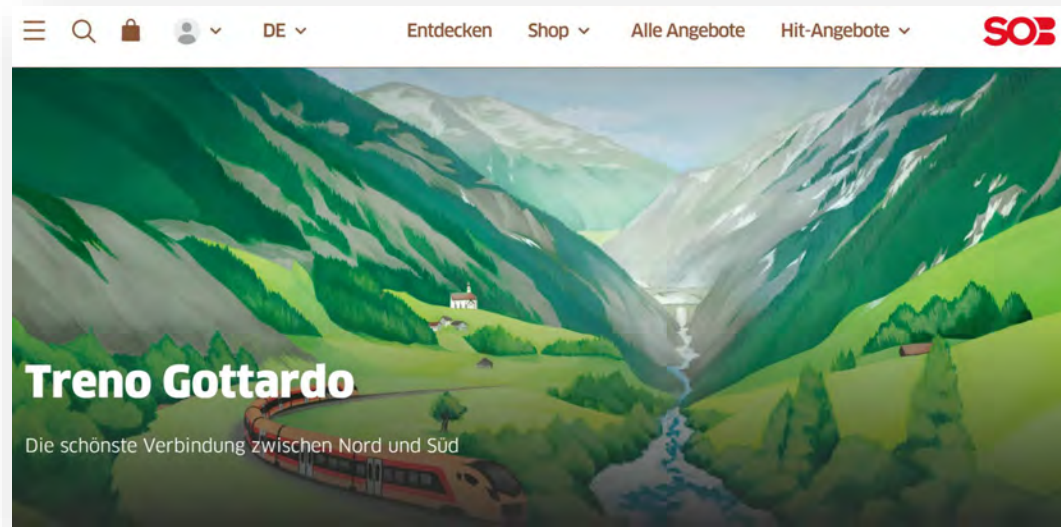 DE Entdecken Shop Alle Angebote Hit-Angebote SOB
Treno Gottardo
Die schönste Verbindung zwischen Nord und Süd